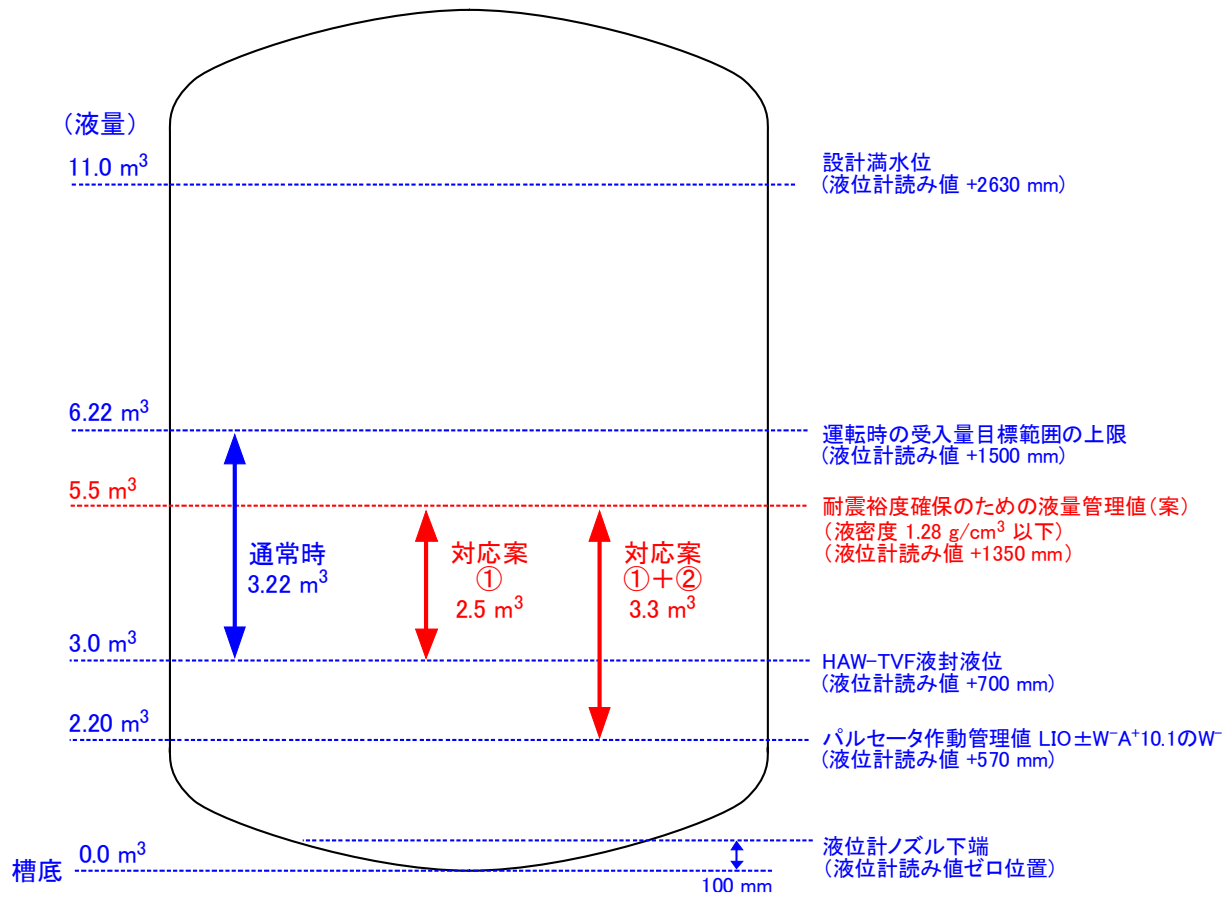 （液量）
11.0 m³
設計満水位
（液位計読み値 +2630 mm）
6.22 m³
運転時の受入量目標範囲の上限
（液位計読み値 +1500 mm）
5.5 m³
耐震裕度確保のための液量管理値（案）
（液密度 1.28 g/cm³ 以下）
（液位計読み値 +1350 mm）
通常時
3.22 m³
対応案
①
2.5 m³
対応案
①＋②
3.3 m³
3.0 m³
HAW-TVF液封液位
（液位計読み値 +700 mm）
2.20 m³
パルセータ作動管理値 LIO±W⁻A⁺10.1のW⁻
（液位計読み値 +570 mm）
0.0 m³
槽底
100 mm
液位計ノズル下端
（液位計読み値ゼロ位置）